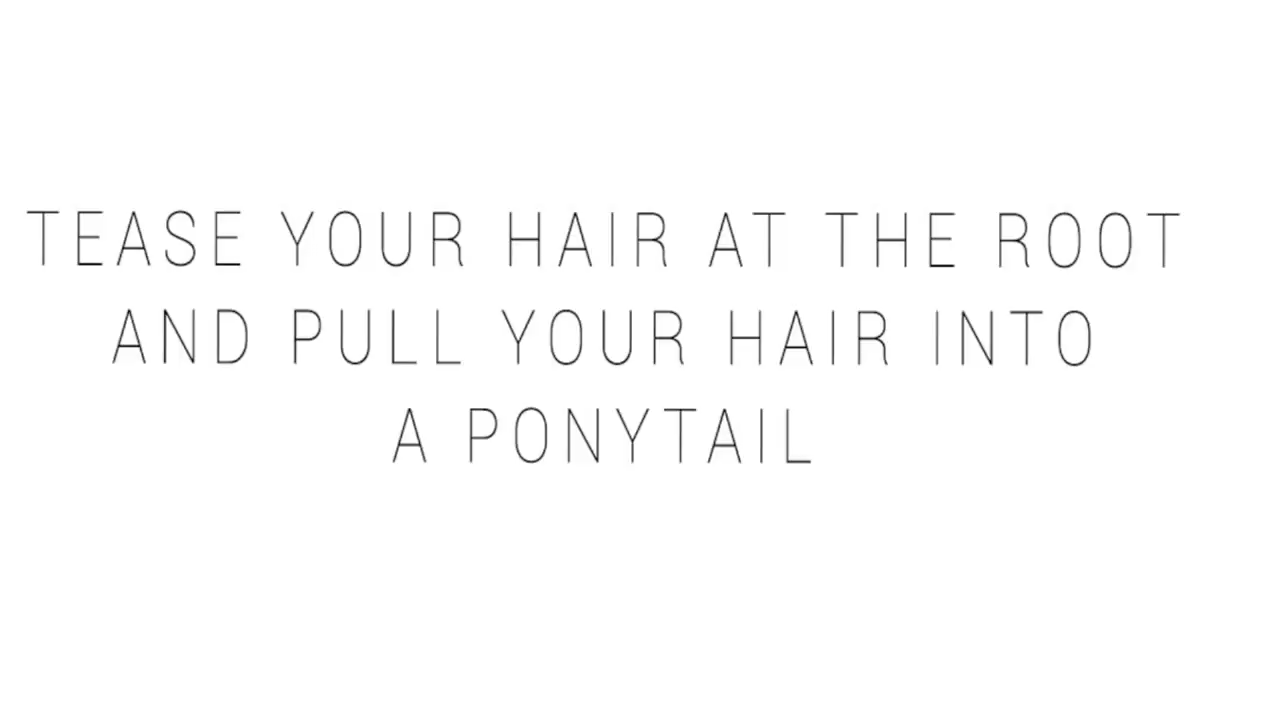 TEASE YOUR HAIR AT THE ROOT
AND PULL YOUR HAIR INTO
A PONYTAIL